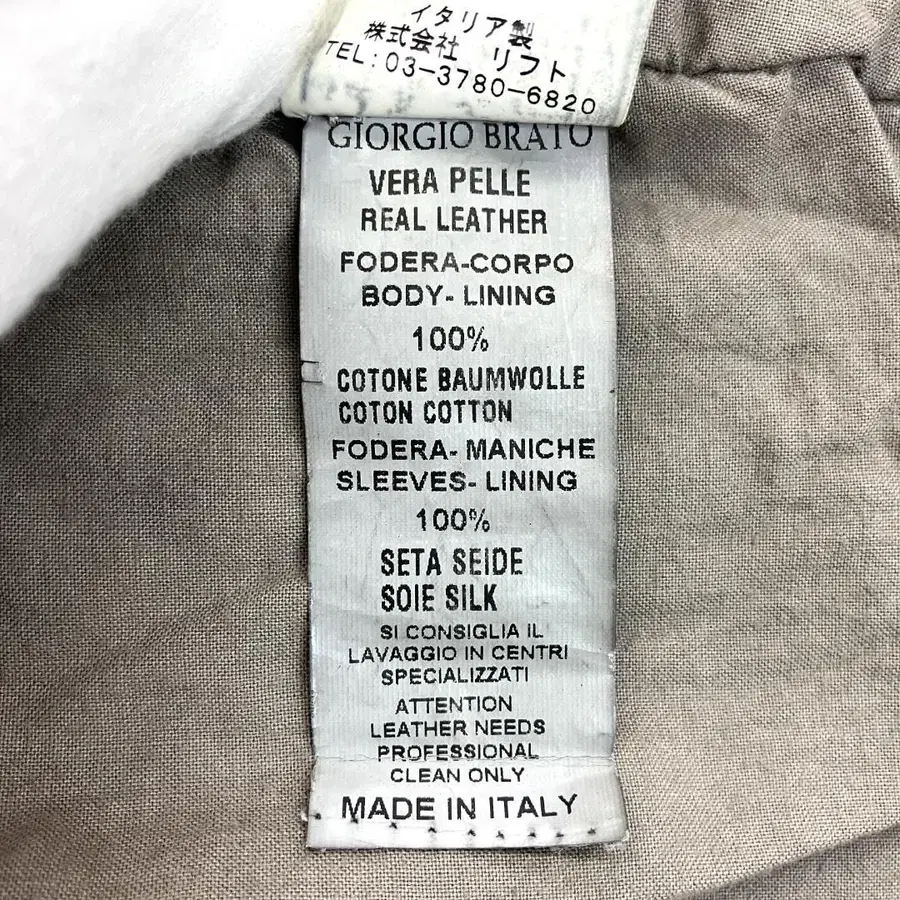 イタリア製
株式会社 リフト
TEL:03-3780-6820
GIORGIO BRATO
VERA PELLE
REAL LEATHER
FODERA-CORPO
BODY- LINING
100%
COTONE BAUMWOLLE
COTON COTTON
FODERA- MANICHE
SLEEVES- LINING
100%
SETA SEIDE
SOIE SILK
SI CONSIGLIA IL
LAVAGGIO IN CENTRI
SPECIALIZZATI
ATTENTION
LEATHER NEEDS
PROFESSIONAL
CLEAN ONLY
MADE IN ITALY